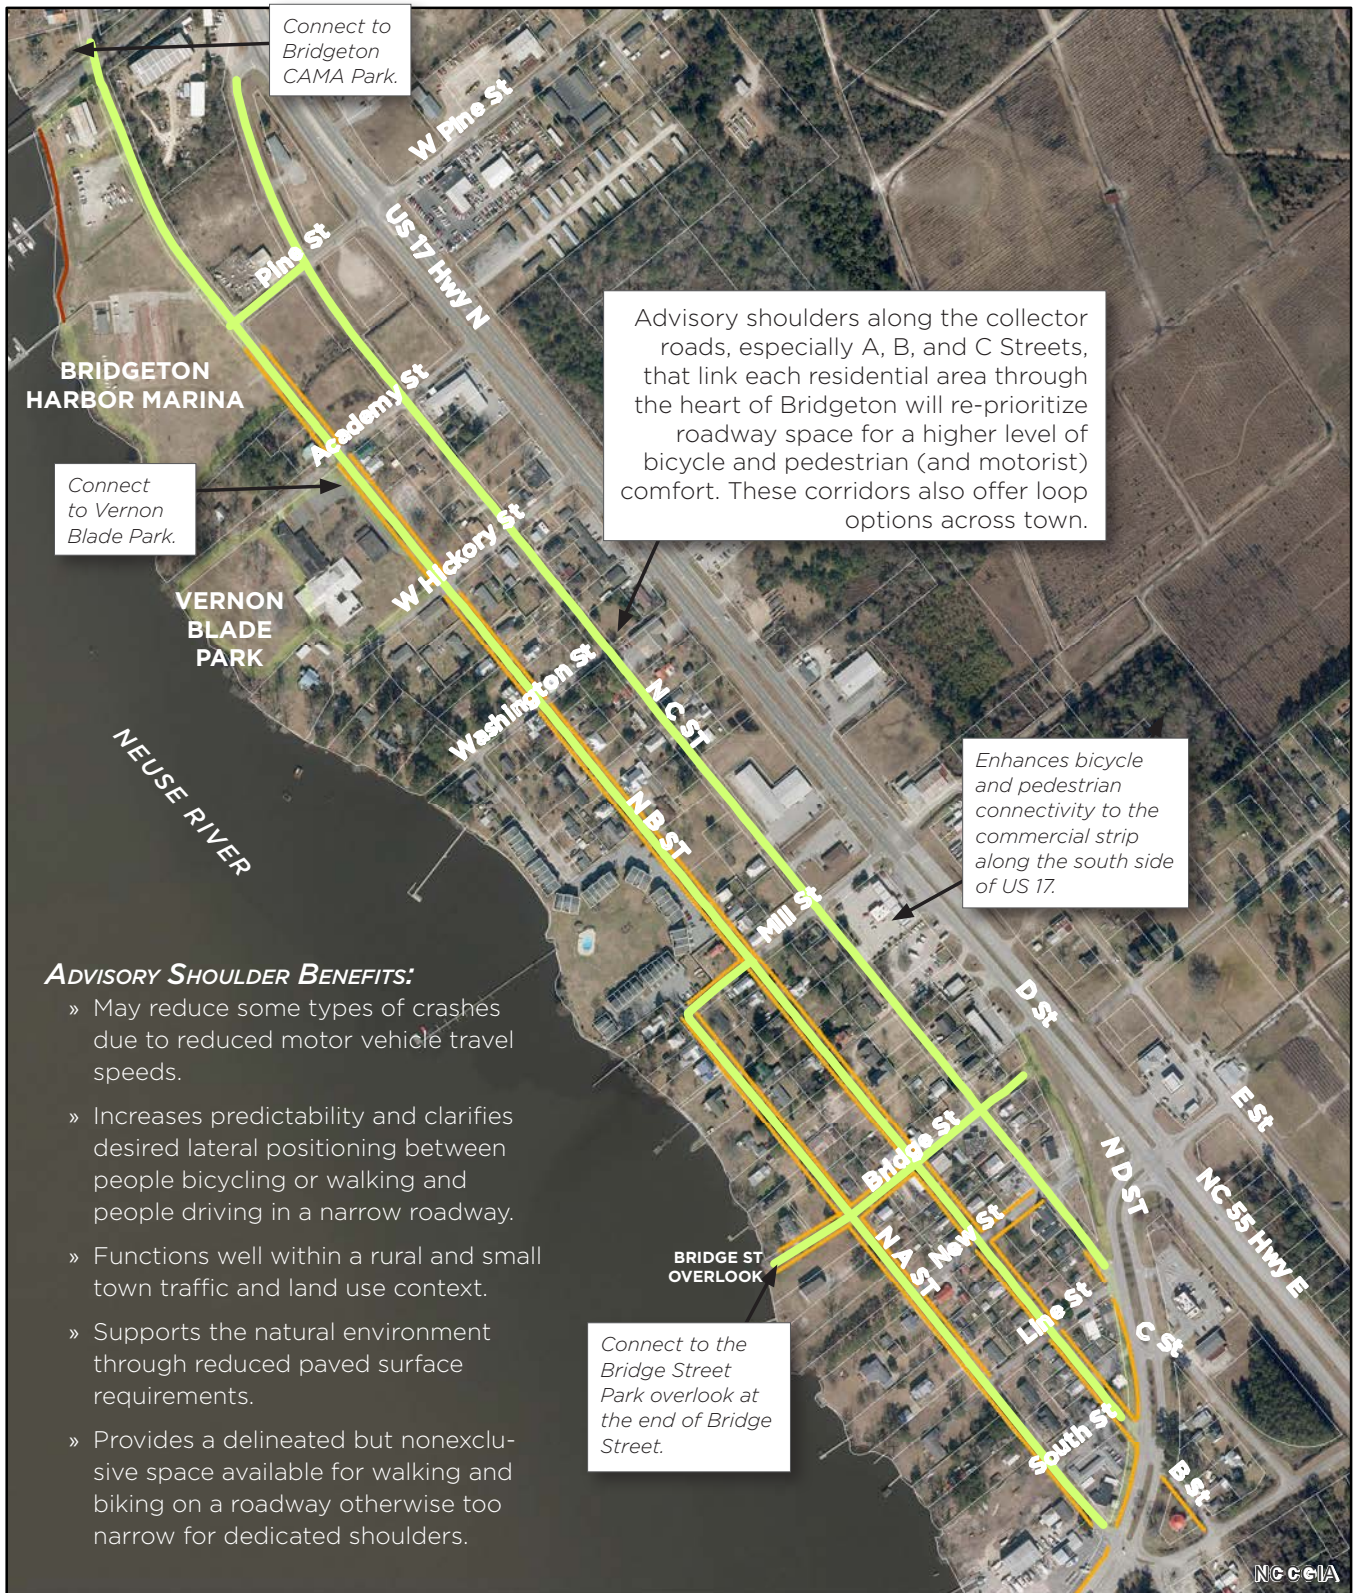 Connect to
Bridgeton
CAMA Park.
W Pine St
US 17 Hwy N
Pine St
Advisory shoulders along the collector
roads, especially A, B, and C Streets,
that link each residential area through
the heart of Bridgeton will re-prioritize
roadway space for a higher level of
bicycle and pedestrian (and motorist)
comfort. These corridors also offer loop
options across town.
BRIDGETON
HARBOR MARINA
Academy St
Connect
to Vernon
Blade Park.
W Hickory St
VERNON
BLADE
PARK
Washington St
N C ST
NEUSE RIVER
N B ST
Enhances bicycle
and pedestrian
connectivity to the
commercial strip
along the south side
of US 17.
Mill St
ADVISORY SHOULDER BENEFITS:
» May reduce some types of crashes
due to reduced motor vehicle travel
speeds.
» Increases predictability and clarifies
desired lateral positioning between
people bicycling or walking and
people driving in a narrow roadway.
» Functions well within a rural and small
town traffic and land use context.
» Supports the natural environment
through reduced paved surface
requirements.
» Provides a delineated but nonexclu-
sive space available for walking and
biking on a roadway otherwise too
narrow for dedicated shoulders.
D St
E St
Bridge St
N D ST
NC 55 Hwy E
New St
N A ST
BRIDGE ST
OVERLOOK
Line St
C St
Connect to the
Bridge Street
Park overlook at
the end of Bridge
Street.
South St
B St
NCCGIA